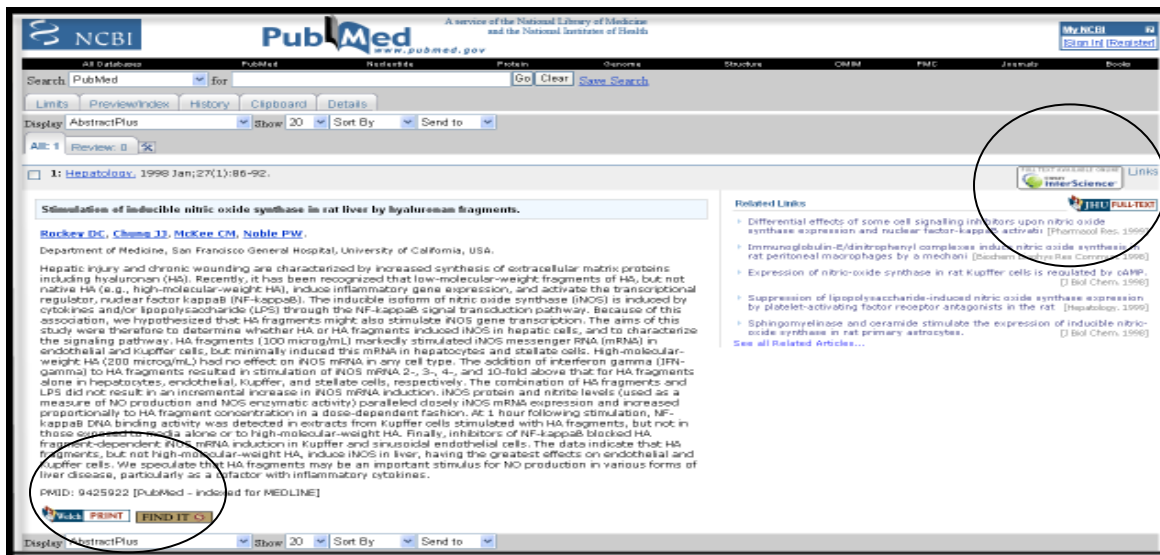 A service of the National Library of Medicine
and the National Institutes of Health
NCBI
PubMed
www.pubmed.gov
My NCBI
[Sign In] [Register]
All Databases PubMed Nucleotide Protein Genome Structure OMIM PMC Journals Books
Search PubMed for Go Clear Save Search
Limits Preview/Index History Clipboard Details
Display AbstractPlus Show 20 Sort By Send to
All: 1 Review: 0
1: Hepatology. 1998 Jan;27(1):86-92.
FULL TEXT AVAILABLE ONLINE
InterScience
Links
JHU FULL-TEXT
Stimulation of inducible nitric oxide synthase in rat liver by hyaluronan fragments.
Rockey DC, Chung JJ, McKee CM, Noble PW.
Department of Medicine, San Francisco General Hospital, University of California, USA.
Hepatic injury and chronic wounding are characterized by increased synthesis of extracellular matrix proteins
including hyaluronan (HA). Recently, it has been recognized that low-molecular-weight fragments of HA, but not
native HA (e.g., high-molecular-weight HA), induce inflammatory gene expression, and activate the transcriptional
regulator, nuclear factor kappaB (NF-kappaB). The inducible isoform of nitric oxide synthase (iNOS) is induced by
cytokines and/or lipopolysaccharide (LPS) through the NF-kappaB signal transduction pathway. Because of this
association, we hypothesized that HA fragments might also stimulate iNOS gene transcription. The aims of this
study were therefore to determine whether HA or HA fragments induced iNOS in hepatic cells, and to characterize
the signaling pathway. HA fragments (100 microg/mL) markedly stimulated iNOS messenger RNA (mRNA) in
endothelial and Kupffer cells, but minimally induced this mRNA in hepatocytes and stellate cells. High-molecular-
weight HA (200 microg/mL) had no effect on iNOS mRNA in any cell type. The addition of interferon gamma (IFN-
gamma) to HA fragments resulted in stimulation of iNOS mRNA 2-, 3-, 4-, and 10-fold above that for HA fragments
alone in hepatocytes, endothelial, Kupffer, and stellate cells, respectively. The combination of HA fragments and
LPS did not result in an incremental increase in iNOS mRNA induction. iNOS protein and nitrite levels (used as a
measure of NO production and NOS enzymatic activity) paralleled closely iNOS mRNA expression and increased
proportionally to HA fragment concentration in a dose-dependent fashion. At 1 hour following stimulation, NF-
kappaB DNA binding activity was detected in extracts from Kupffer cells stimulated with HA fragments, but not in
those exposed to media alone or to high-molecular-weight HA. Finally, inhibitors of NF-kappaB blocked HA
fragment-dependent iNOS mRNA induction in Kupffer and sinusoidal endothelial cells. The data indicate that HA
fragments, but not high-molecular-weight HA, induce iNOS in liver, having the greatest effects on endothelial and
Kupffer cells. We speculate that HA fragments may be an important stimulus for NO production in various forms of
liver disease, particularly as a cofactor with inflammatory cytokines.
PMID: 9425922 [PubMed - indexed for MEDLINE]
Welch PRINT FIND IT
Related Links
Differential effects of some cell signalling inhibitors upon nitric oxide
synthase expression and nuclear factor-kappaB activati [Pharmacol Res. 1999]
Immunoglobulin-E/dinitrophenyl complexes induce nitric oxide synthesis in
rat peritoneal macrophages by a mechani [Biochem Biophys Res Commun. 1998]
Expression of nitric-oxide synthase in rat Kupffer cells is regulated by cAMP.
[J Biol Chem. 1998]
Suppression of lipopolysaccharide-induced nitric oxide synthase expression
by platelet-activating factor receptor antagonists in the rat [Hepatology. 1996]
Sphingomyelinase and ceramide stimulate the expression of inducible nitric-
oxide synthase in rat primary astrocytes. [J Biol Chem. 1998]
See all Related Articles...
Display AbstractPlus Show 20 Sort By Send to